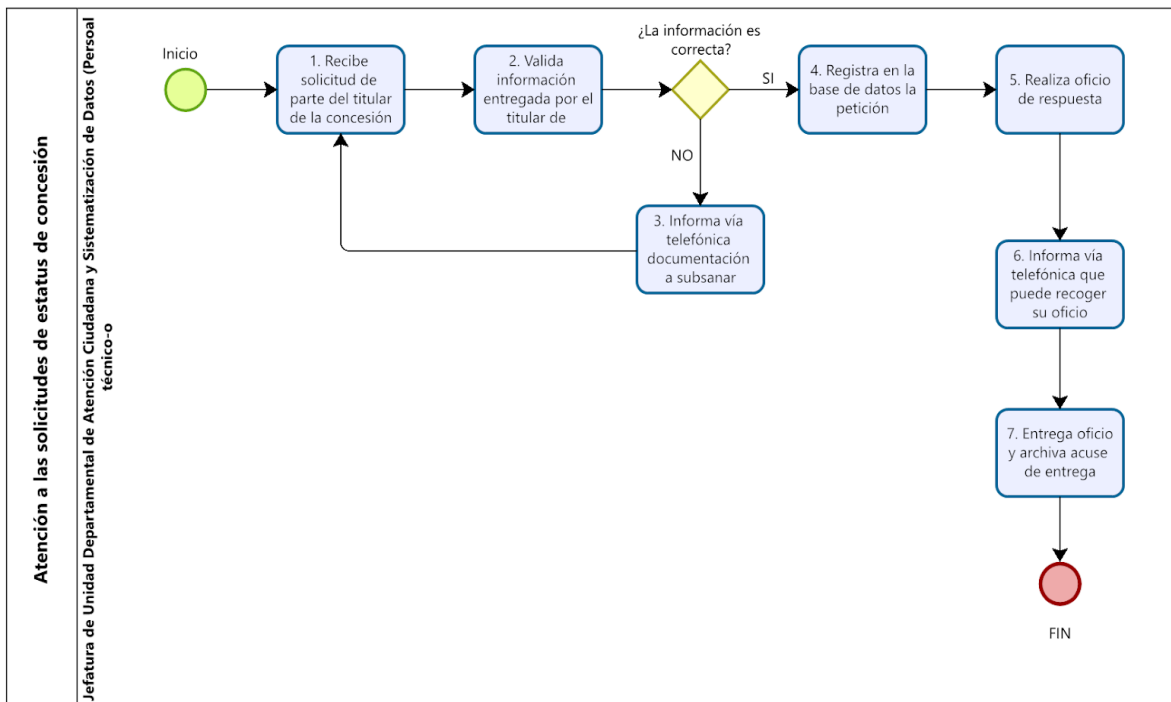 Atención a las solicitudes de estatus de concesión
Jefatura de Unidad Departamental de Atención Ciudadana y Sistematización de Datos (Persoal
técnico-o
Inicio
1. Recibe
solicitud de
parte del titular
de la concesión
2. Valida
información
entregada por el
titular de
¿La información es
correcta?
SI
NO
3. Informa vía
telefónica
documentación
a subsanar
4. Registra en la
base de datos la
petición
5. Realiza oficio
de respuesta
6. Informa vía
telefónica que
puede recoger
su oficio
7. Entrega oficio
y archiva acuse
de entrega
FIN